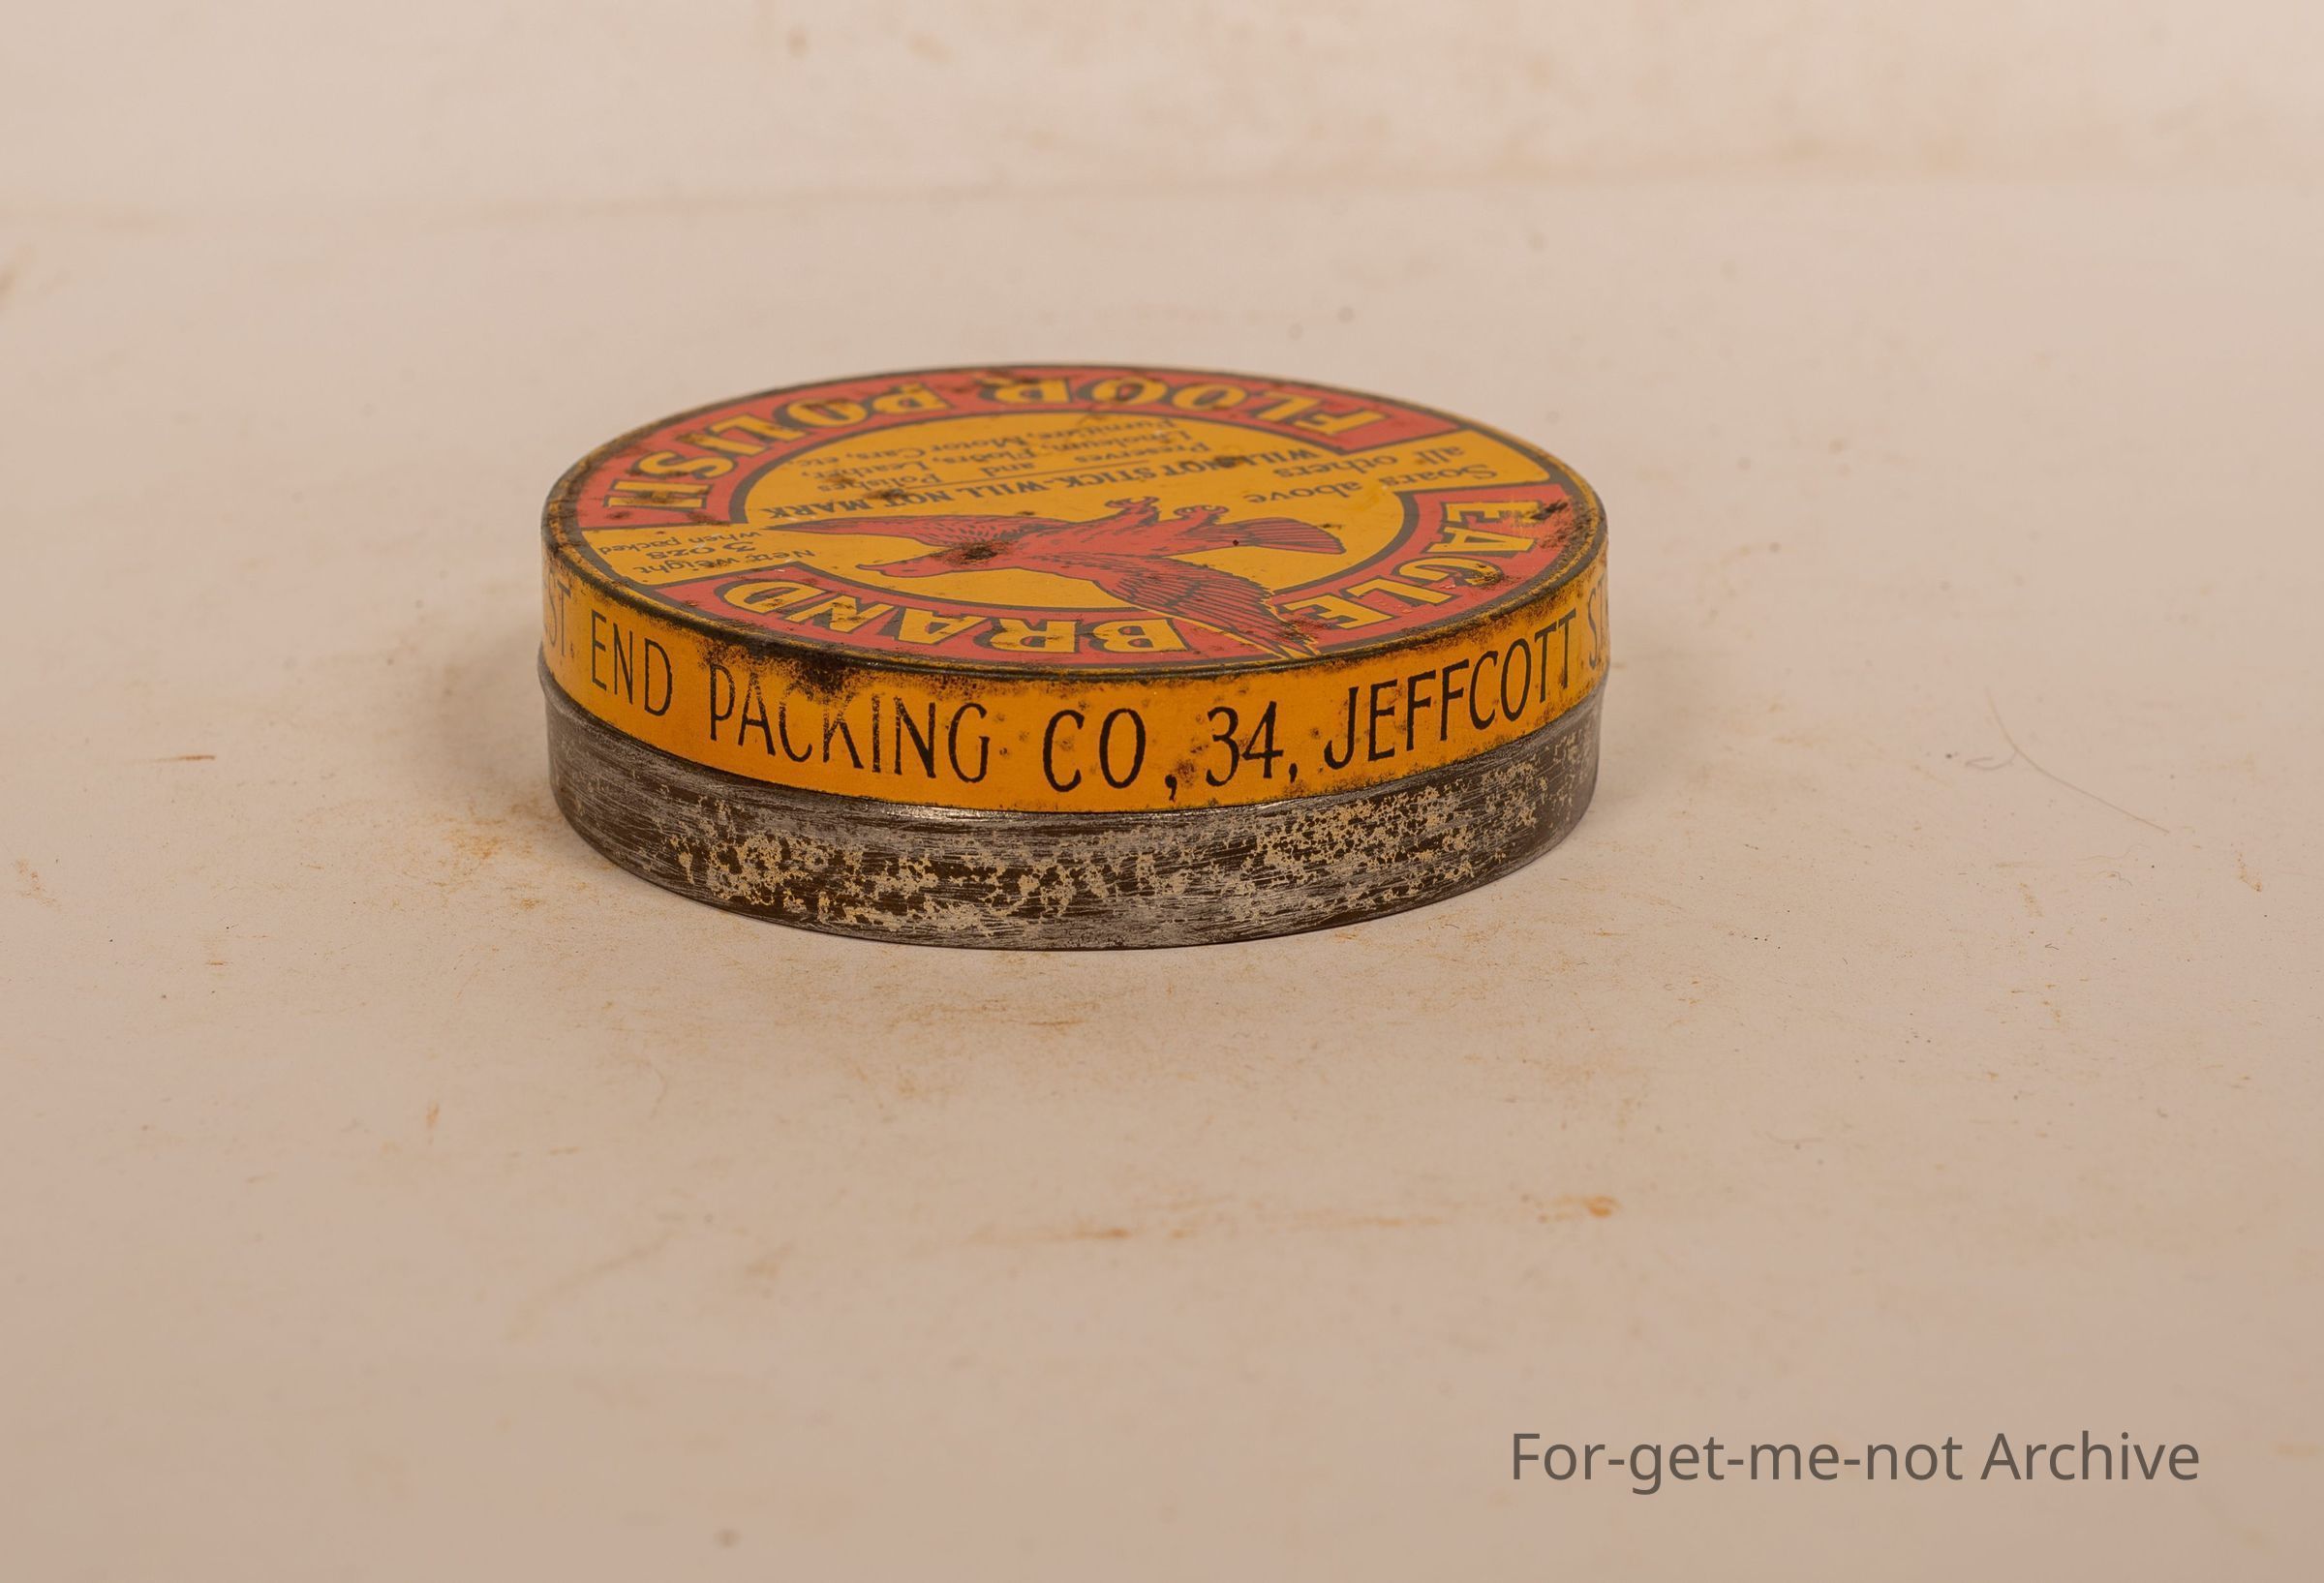 EAGLE BRAND
FLOOR POLISH
Soars above
all others
Nett weight
3 ozs
when packed
WILL NOT STICK-WILL NOT MARK
Polishes
and
Preserves
Linoleum, Floors, Leather,
Furniture, Motor Cars, etc.
END PACKING CO, 34, JEFFCOTT
For-get-me-not Archive